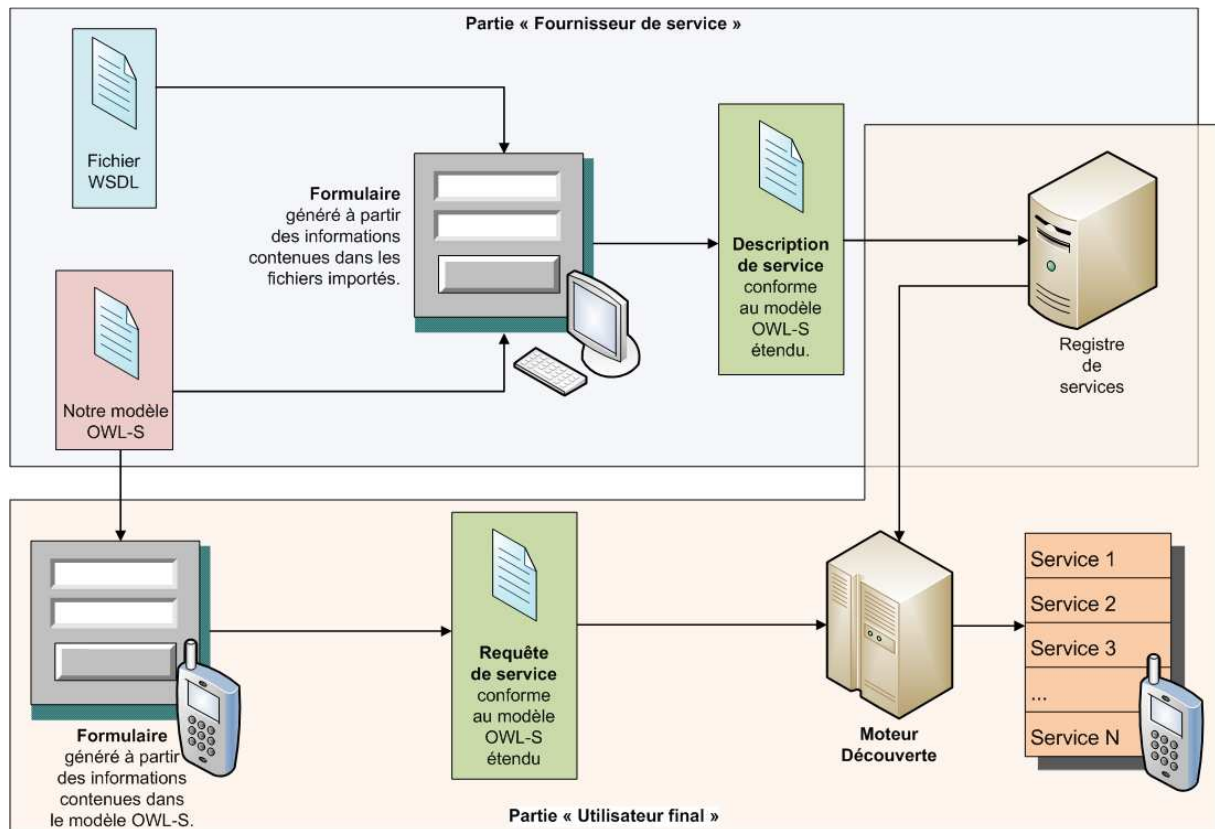 Partie « Fournisseur de service »
Fichier
WSDL
Formulaire
généré à partir
des informations
contenues dans les
fichiers importés.
Description
de service
conforme
au modèle
OWL-S
étendu.
Registre
de
services
Notre modèle
OWL-S
Formulaire
généré à partir
des informations
contenues dans
le modèle OWL-S.
Requête
de service
conforme
au modèle
OWL-S
étendu
Moteur
Découverte
Service 1
Service 2
Service 3
...
Service N
Partie « Utilisateur final »